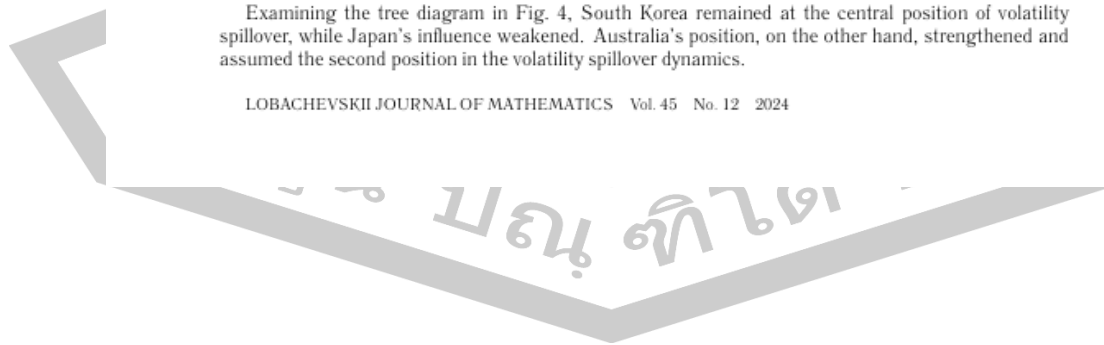 Examining the tree diagram in Fig. 4, South Korea remained at the central position of volatility
spillover, while Japan's influence weakened. Australia's position, on the other hand, strengthened and
assumed the second position in the volatility spillover dynamics.
LOBACHEVSKII JOURNAL OF MATHEMATICS Vol. 45 No. 12 2024